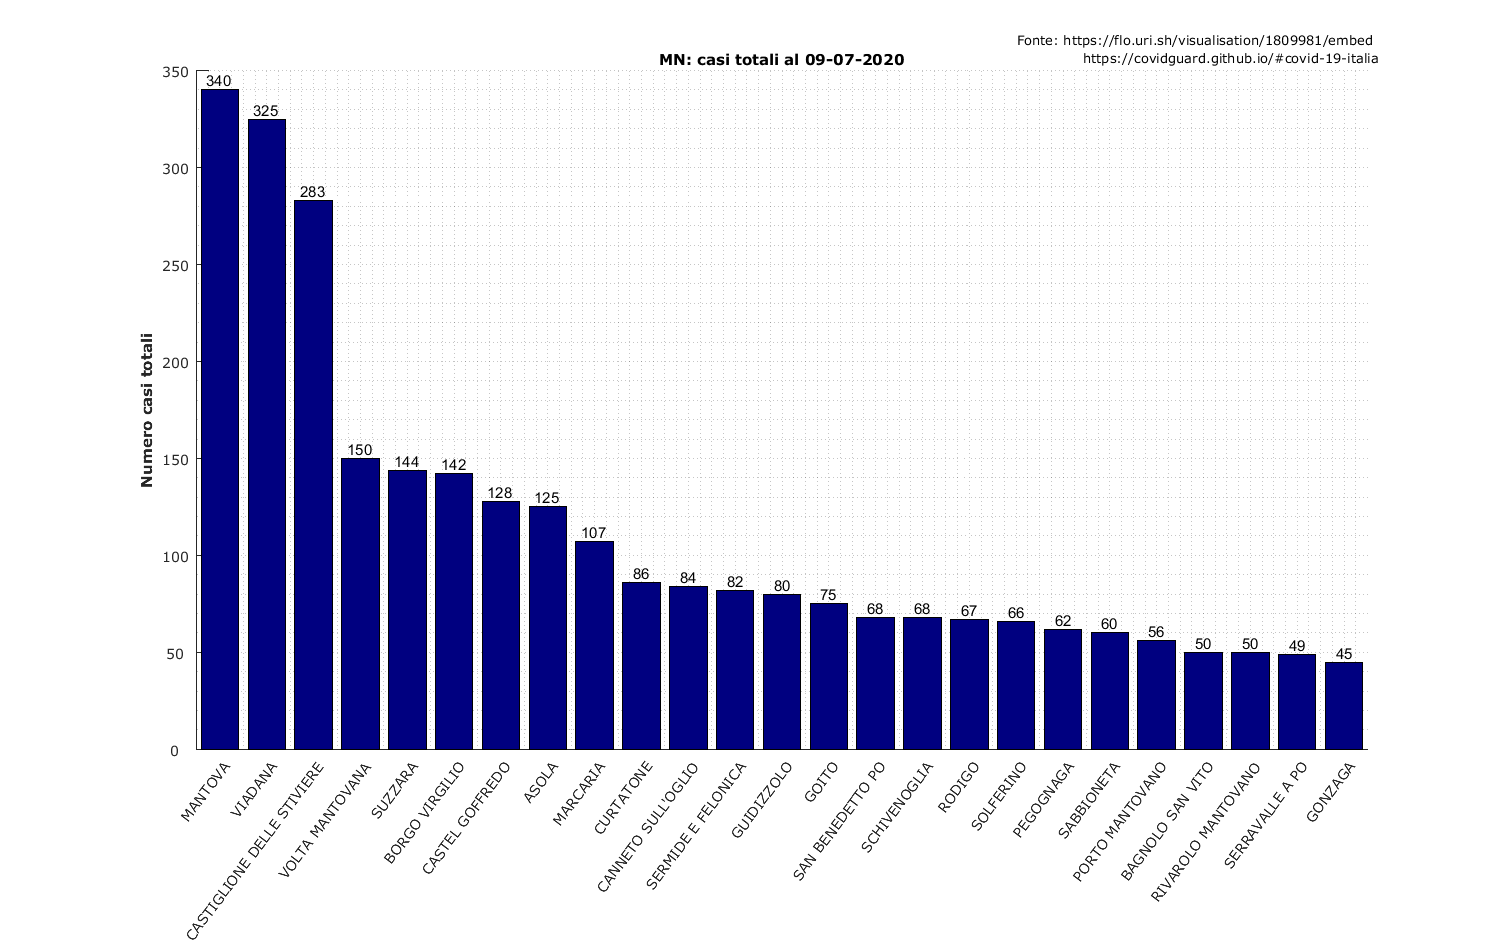 Fonte: https://flo.uri.sh/visualisation/1809981/embed
https://covidguard.github.io/#covid-19-italia
MN: casi totali al 09-07-2020
Numero casi totali
350
300
250
200
150
100
50
0
340
325
283
150
144
142
128
125
107
86
84
82
80
75
68
68
67
66
62
60
56
50
50
49
45
MANTOVA
VIADANA
CASTIGLIONE DELLE STIVIERE
VOLTA MANTOVANA
SUZZARA
BORGO VIRGILIO
CASTEL GOFFREDO
ASOLA
MARCARIA
CURTATONE
CANNETO SULL'OGLIO
SERMIDE E FELONICA
GUIDIZZOLO
GOITO
SAN BENEDETTO PO
SCHIVENOGLIA
RODIGO
SOLFERINO
PEGOGNAGA
SABBIONETA
PORTO MANTOVANO
BAGNOLO SAN VITO
RIVAROLO MANTOVANO
SERRAVALLE A PO
GONZAGA